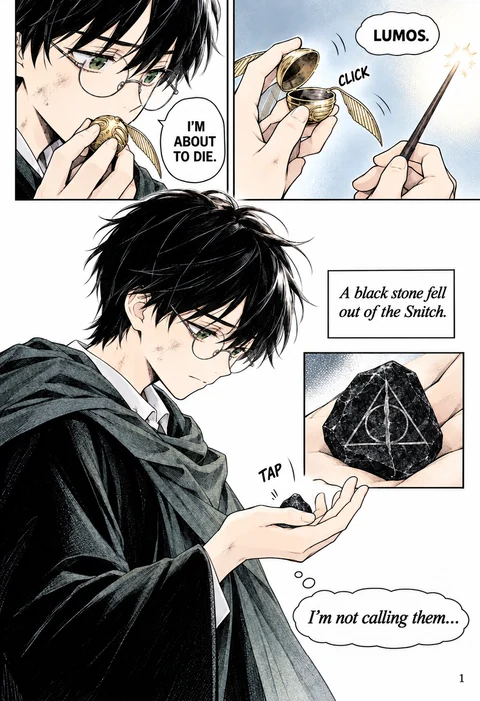 I'M
ABOUT
TO DIE.
LUMOS.
CLICK
A black stone fell
out of the Snitch.
TAP
I'm not calling them...
1